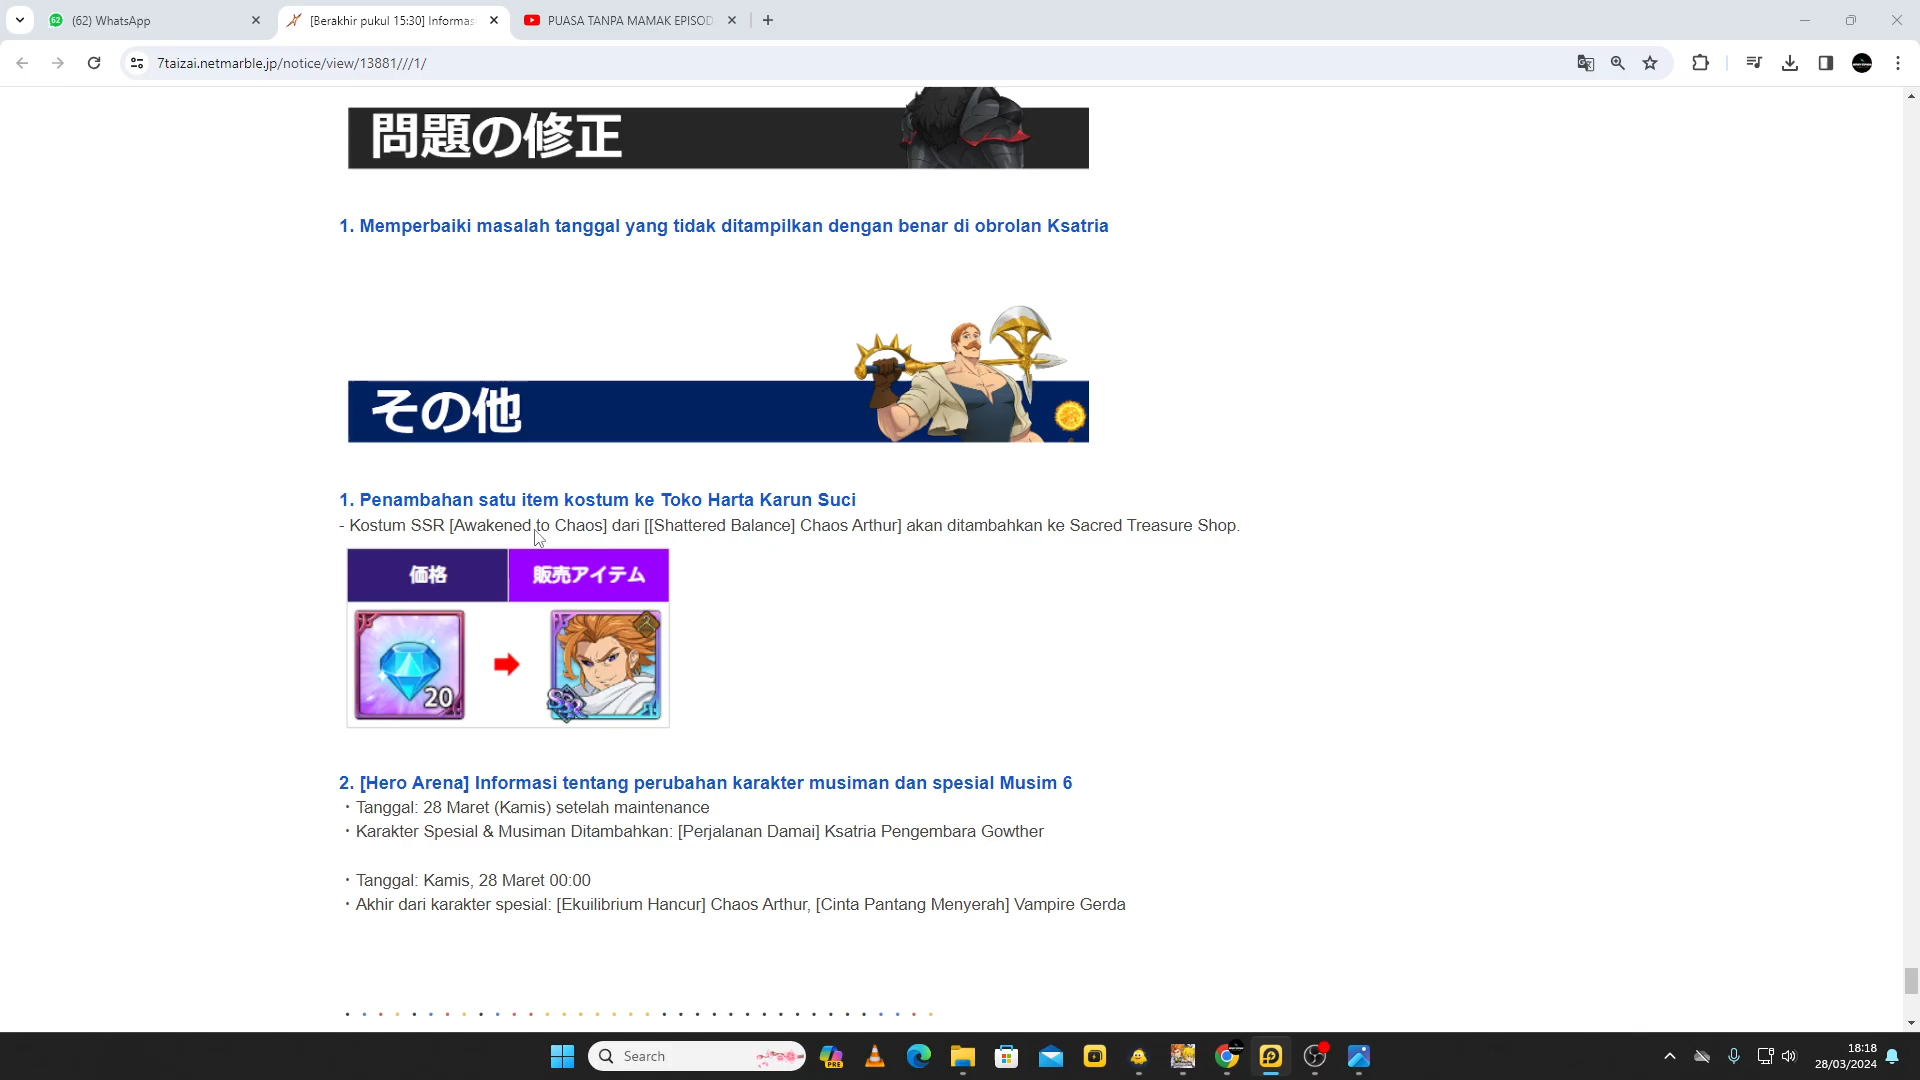 (62) WhatsApp
[Berakhir pukul 15:30] Informas
PUASA TANPA MAMAK EPISOD
7taizai.netmarble.jp/notice/view/13881///1/
問題の修正
1. Memperbaiki masalah tanggal yang tidak ditampilkan dengan benar di obrolan Ksatria
その他
1. Penambahan satu item kostum ke Toko Harta Karun Suci
- Kostum SSR [Awakened to Chaos] dari [[Shattered Balance] Chaos Arthur] akan ditambahkan ke Sacred Treasure Shop.
価格 販売アイテム
20
SSR
2. [Hero Arena] Informasi tentang perubahan karakter musiman dan spesial Musim 6
・Tanggal: 28 Maret (Kamis) setelah maintenance
・Karakter Spesial & Musiman Ditambahkan: [Perjalanan Damai] Ksatria Pengembara Gowther
・Tanggal: Kamis, 28 Maret 00:00
・Akhir dari karakter spesial: [Ekuilibrium Hancur] Chaos Arthur, [Cinta Pantang Menyerah] Vampire Gerda
Search
PRE
18:18
28/03/2024